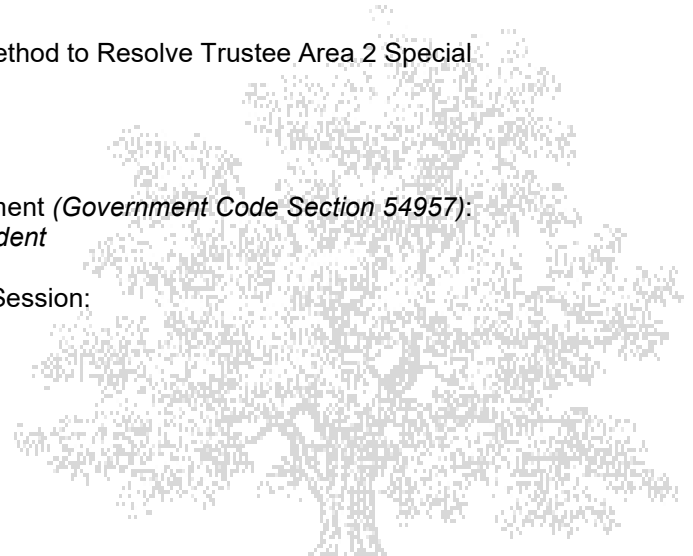 ethod to Resolve Trustee Area 2 Special
ment (Government Code Section 54957):
dent
Session: